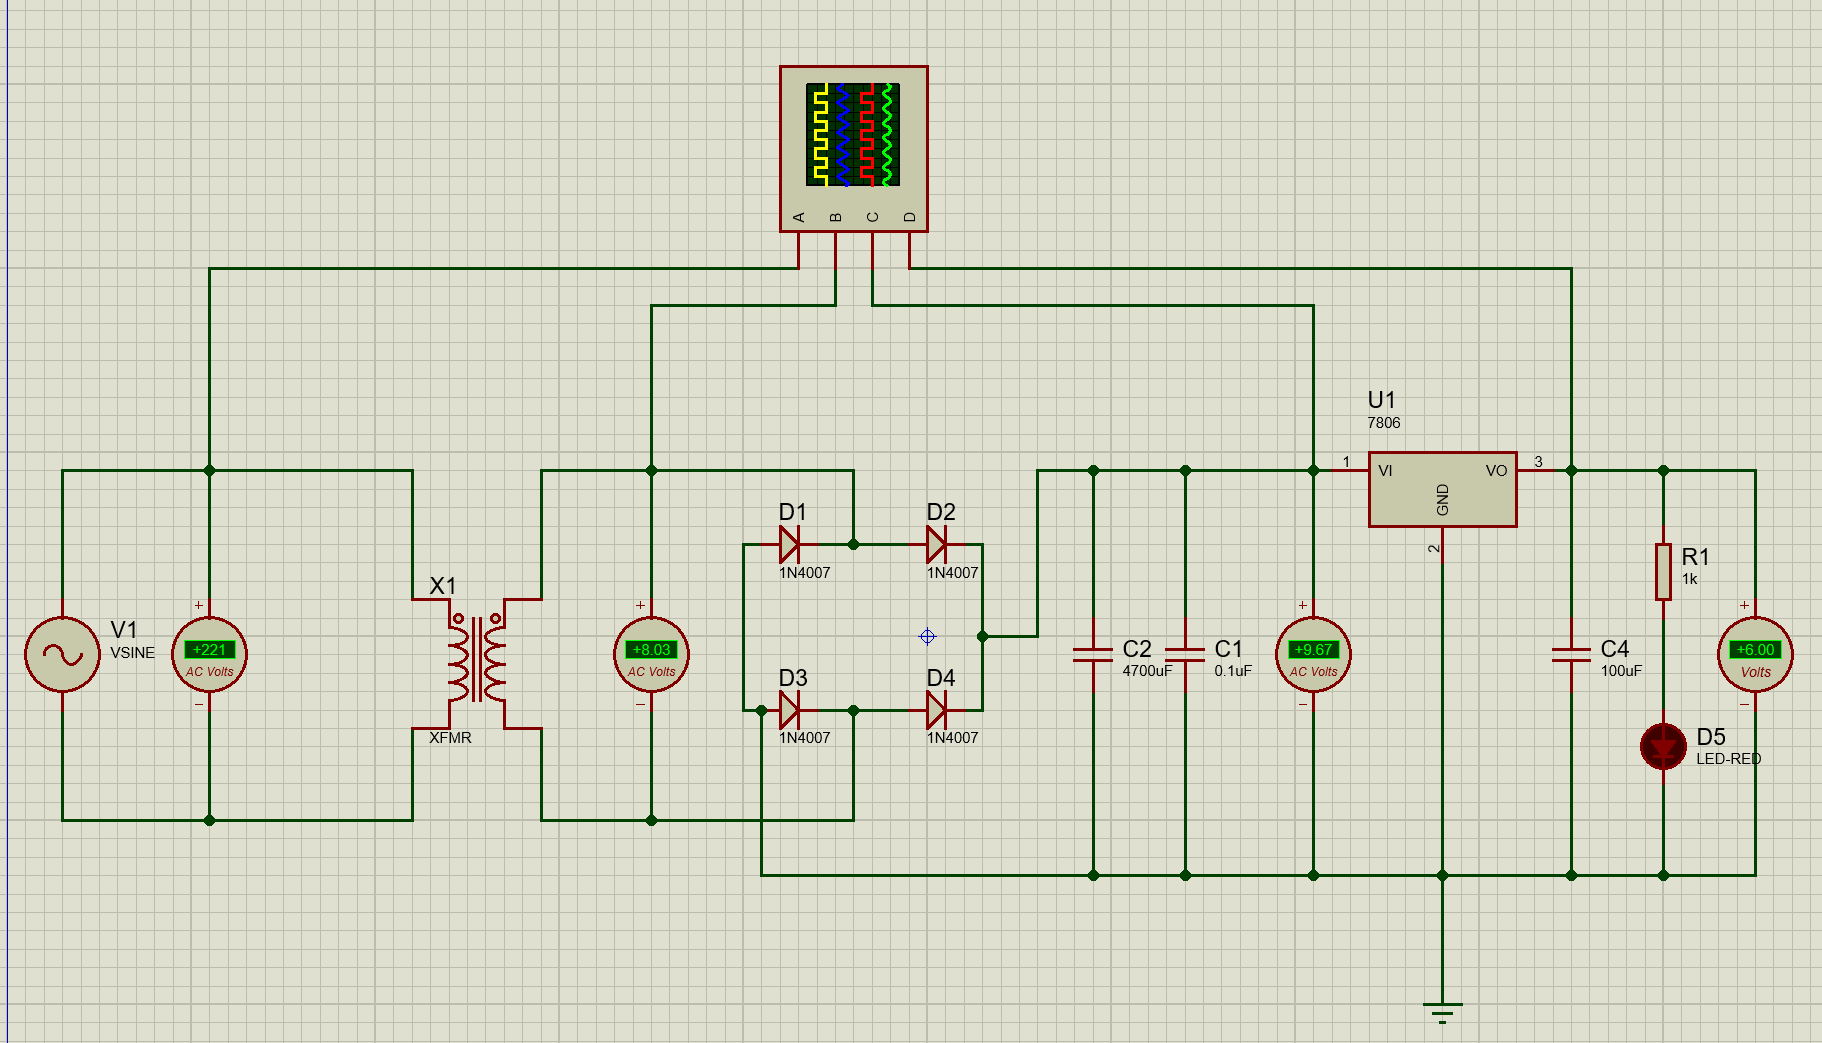 A B C D
U1
7806
1 VI VO 3
GND
2
D1
1N4007
D2
1N4007
D3
1N4007
D4
1N4007
X1
XFMR
V1
VSINE
+
+221
AC Volts
−
+
+8.03
AC Volts
−
C2
4700uF
C1
0.1uF
+
+9.67
AC Volts
−
C4
100uF
R1
1k
D5
LED-RED
+
+6.00
Volts
−